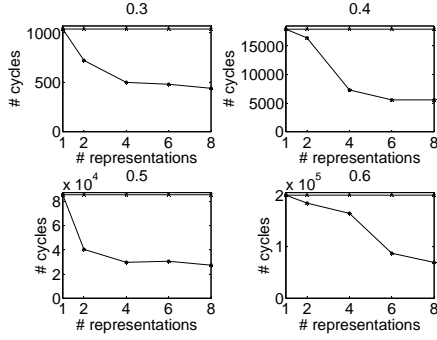 0.3
1000
500
0
# cycles
1 2 4 6 8
# representations
0.4
15000
10000
5000
0
# cycles
1 2 4 6 8
# representations
0.5
x 10^4
8
6
4
2
0
# cycles
1 2 4 6 8
# representations
0.6
x 10^5
2
1
0
# cycles
1 2 4 6 8
# representations